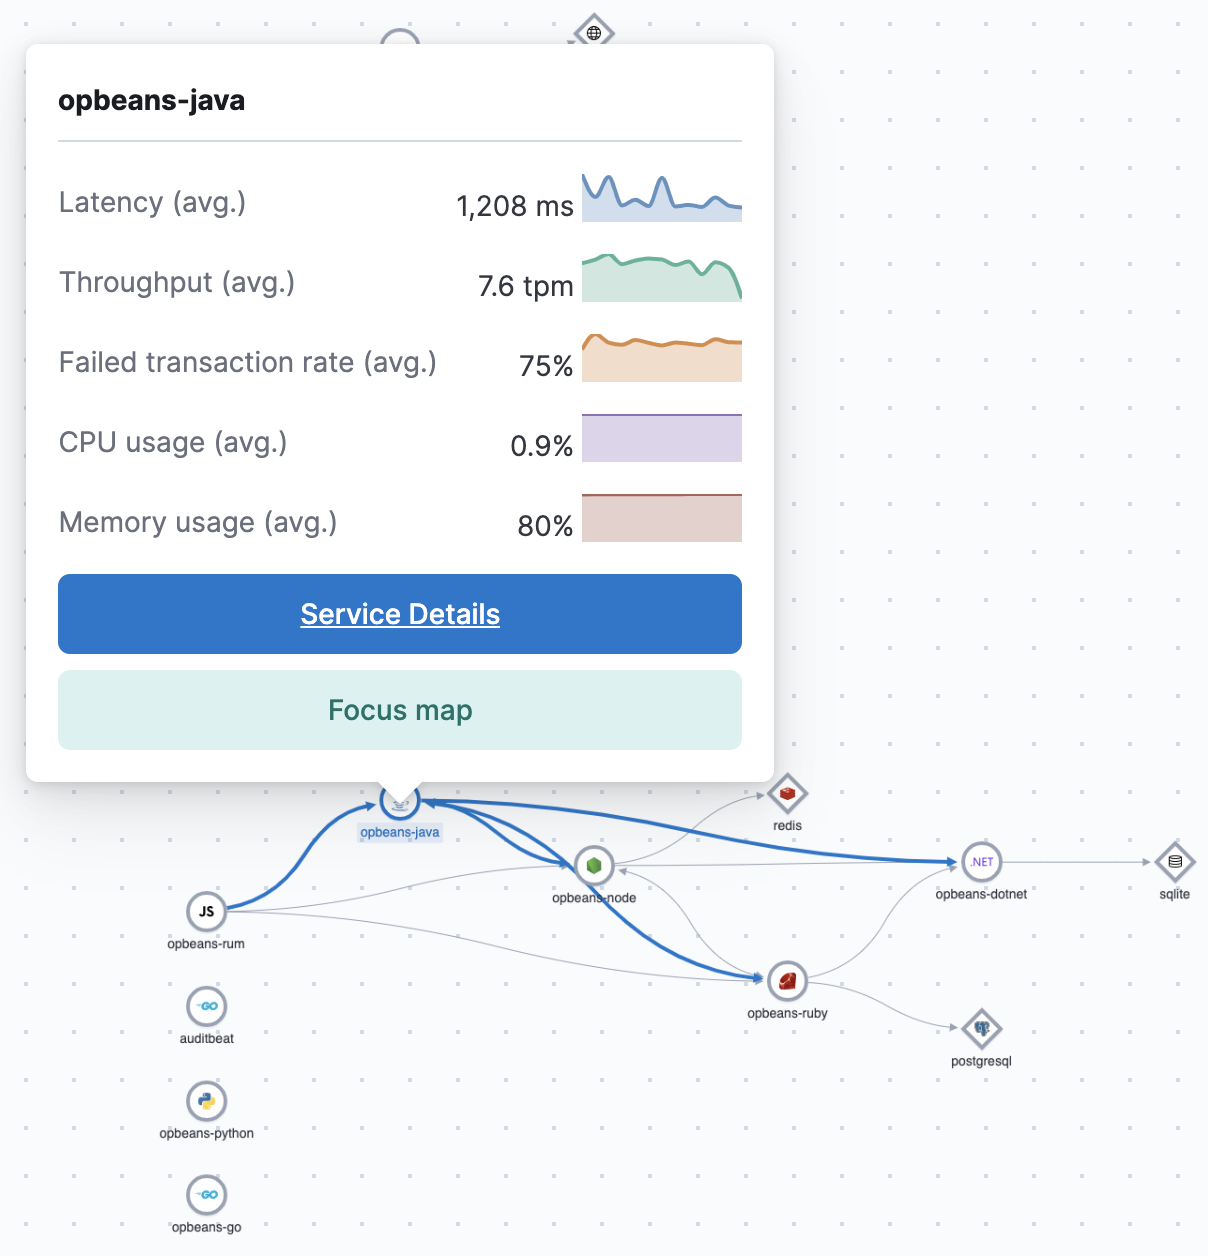 opbeans-java
Latency (avg.) 1,208 ms
Throughput (avg.) 7.6 tpm
Failed transaction rate (avg.) 75%
CPU usage (avg.) 0.9%
Memory usage (avg.) 80%
Service Details
Focus map
opbeans-java
redis
opbeans-node
.NET
opbeans-dotnet
sqlite
JS
opbeans-rum
opbeans-ruby
GO
auditbeat
postgresql
opbeans-python
GO
opbeans-go